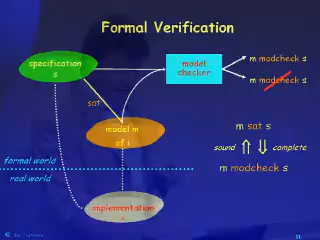 Formal Verification
specification
s
model
checker
m modcheck s
m modcheck s
sat
model m
of i
m sat s
sound ⇑ ⇓ complete
m modcheck s
formal world
real world
implementation
i
11